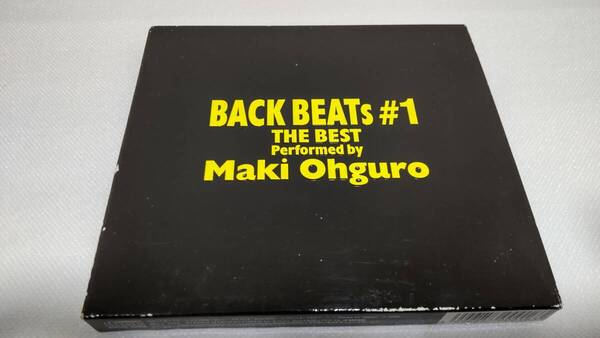 BACK BEATs #1
THE BEST
Performed by
Maki Ohguro